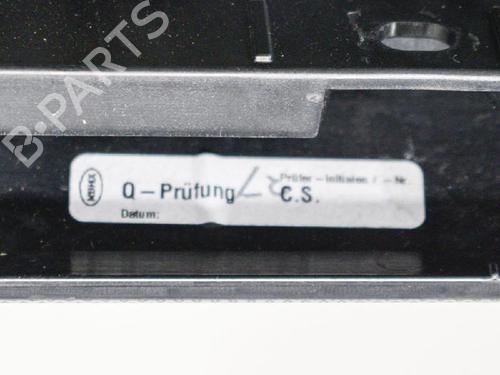 B-PARTS
Prüfer – Initialen / – Nr.
Q – Prüfung C.S.
Datum: